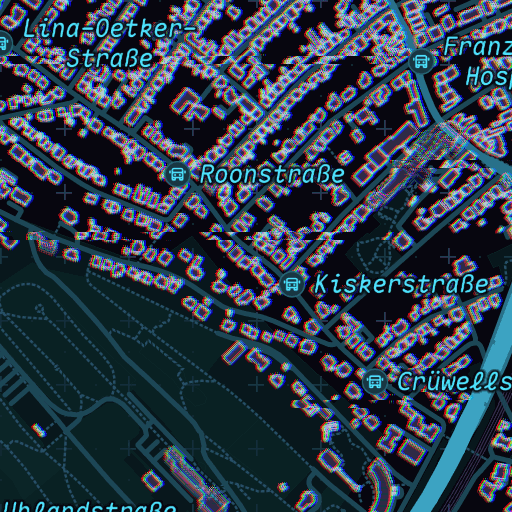 Lina-Oetker-
Straße
Franz
Hosp
Roonstraße
Kiskerstraße
Crüwells
Uhlandstraße